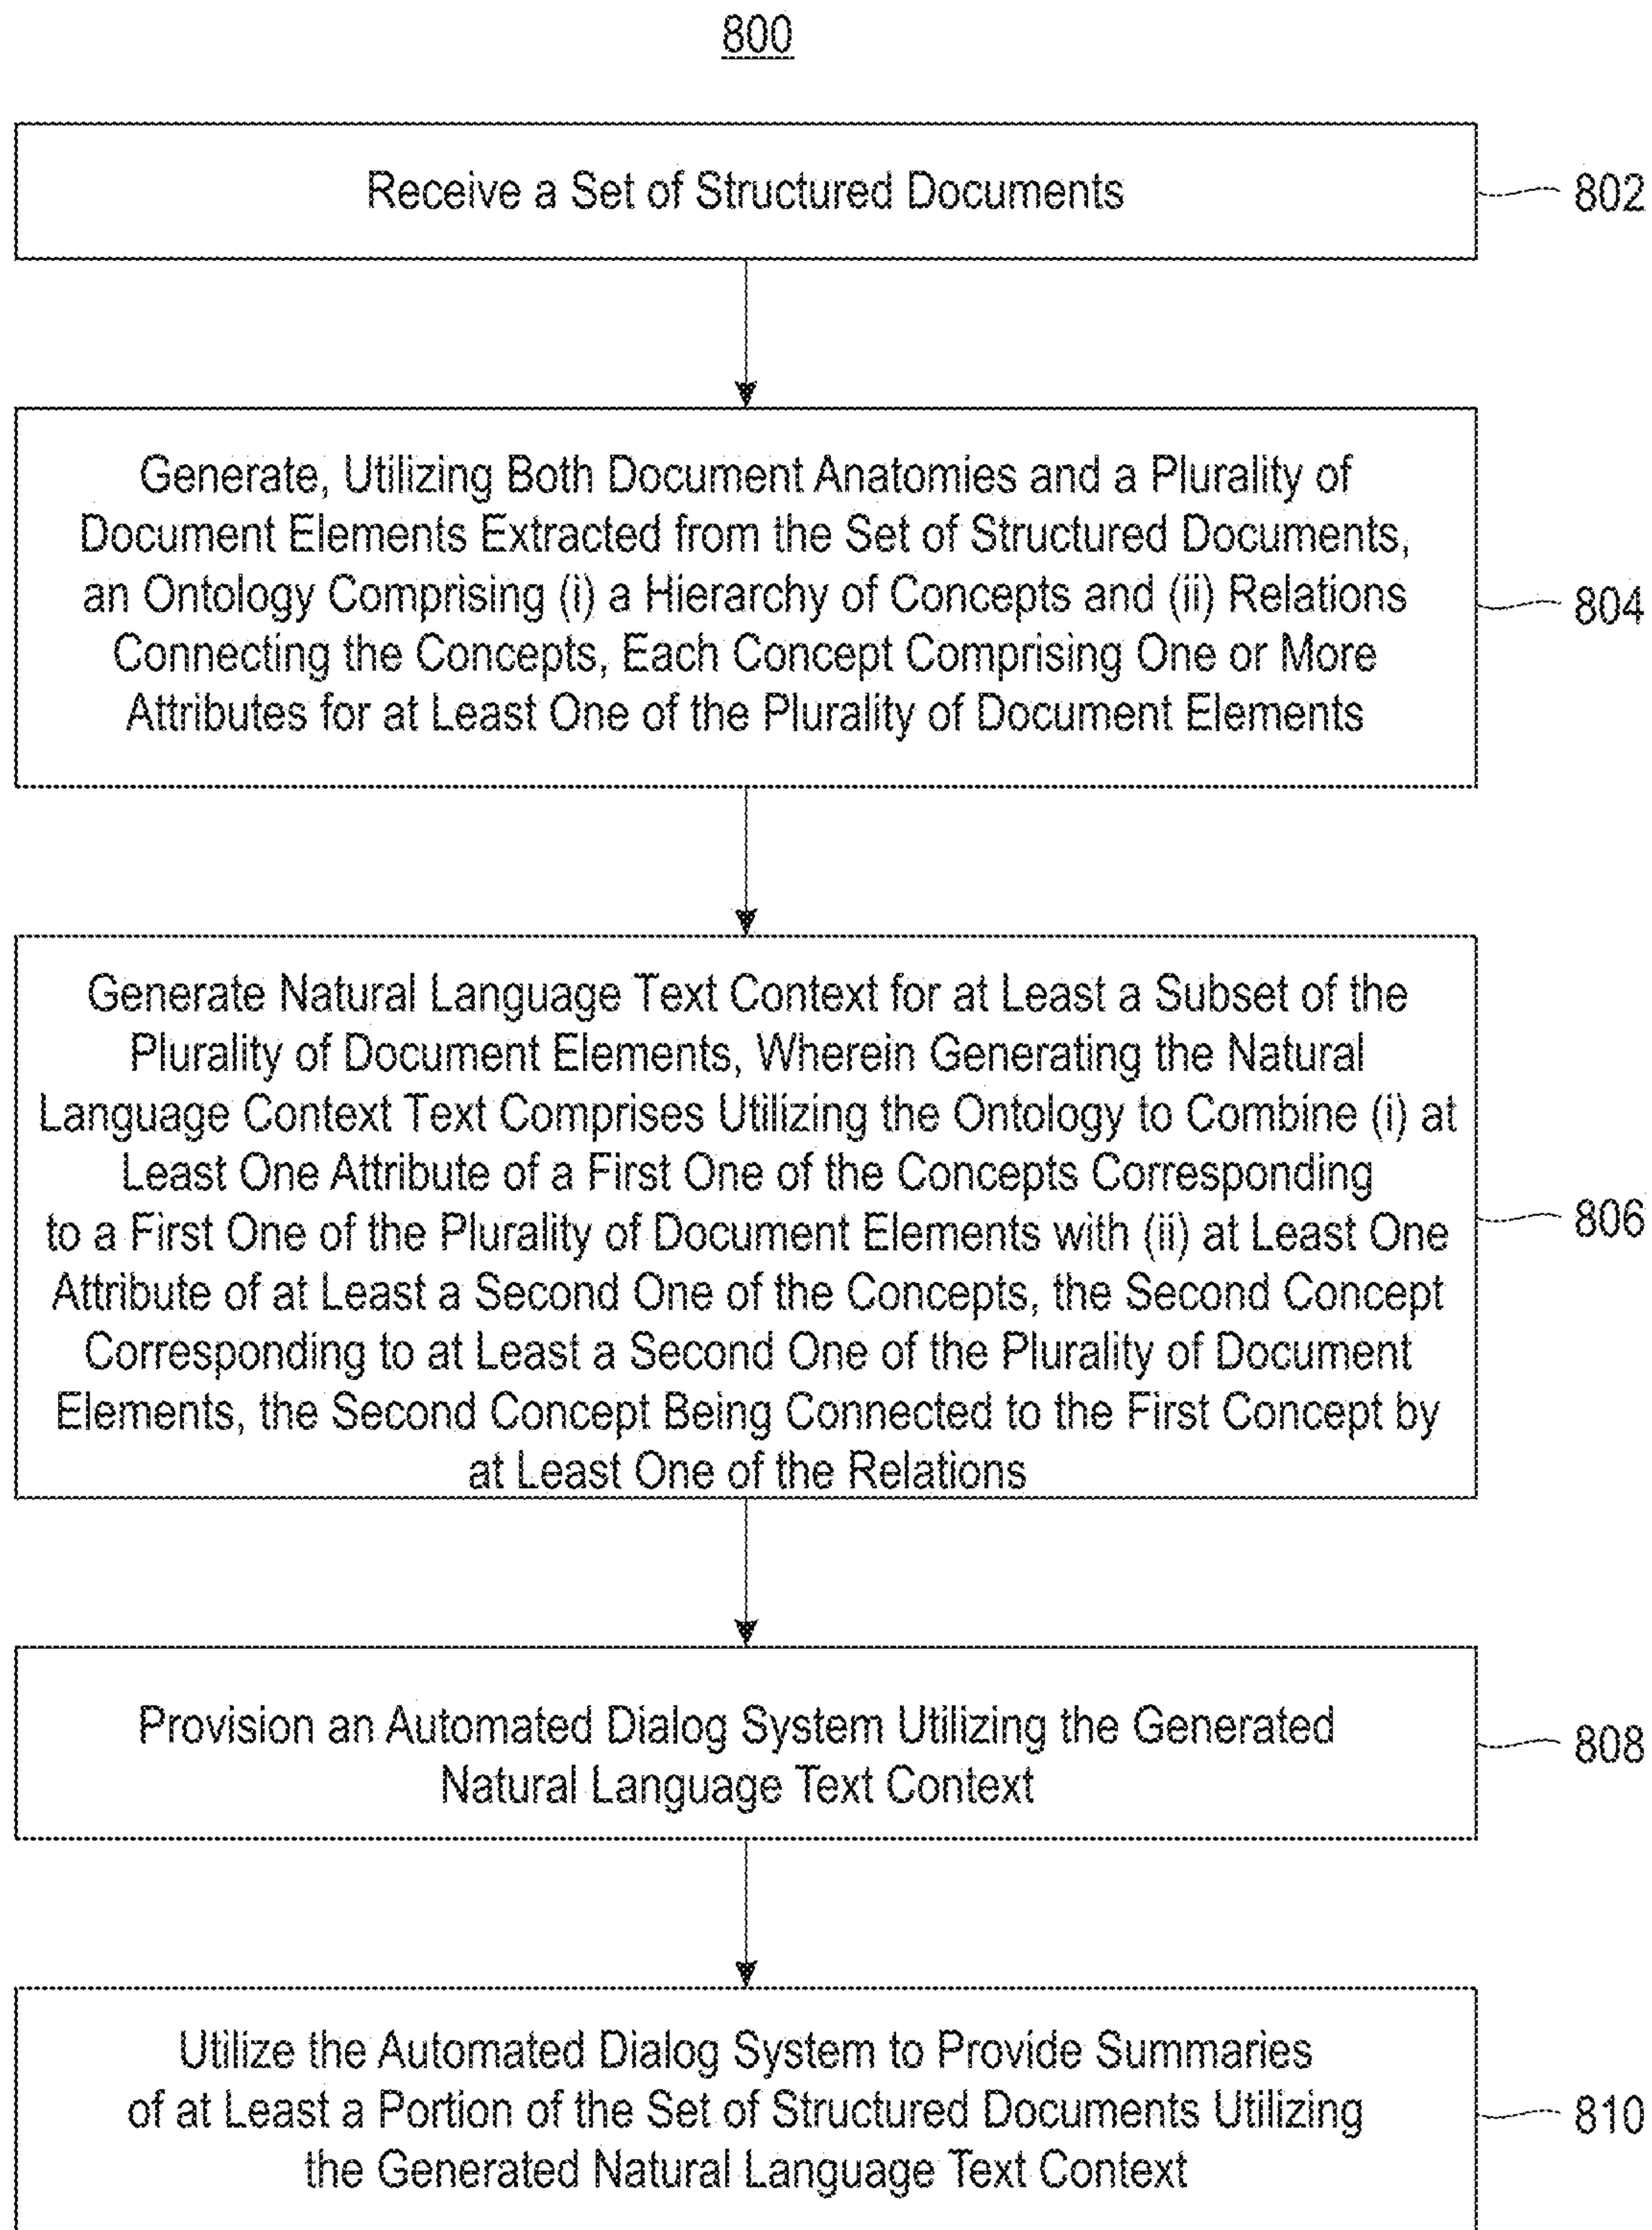 800
Receive a Set of Structured Documents
802
Generate, Utilizing Both Document Anatomies and a Plurality of
Document Elements Extracted from the Set of Structured Documents,
an Ontology Comprising (i) a Hierarchy of Concepts and (ii) Relations
Connecting the Concepts, Each Concept Comprising One or More
Attributes for at Least One of the Plurality of Document Elements
804
Generate Natural Language Text Context for at Least a Subset of the
Plurality of Document Elements, Wherein Generating the Natural
Language Context Text Comprises Utilizing the Ontology to Combine (i) at
Least One Attribute of a First One of the Concepts Corresponding
to a First One of the Plurality of Document Elements with (ii) at Least One
Attribute of at Least a Second One of the Concepts, the Second Concept
Corresponding to at Least a Second One of the Plurality of Document
Elements, the Second Concept Being Connected to the First Concept by
at Least One of the Relations
806
Provision an Automated Dialog System Utilizing the Generated
Natural Language Text Context
808
Utilize the Automated Dialog System to Provide Summaries
of at Least a Portion of the Set of Structured Documents Utilizing
the Generated Natural Language Text Context
810